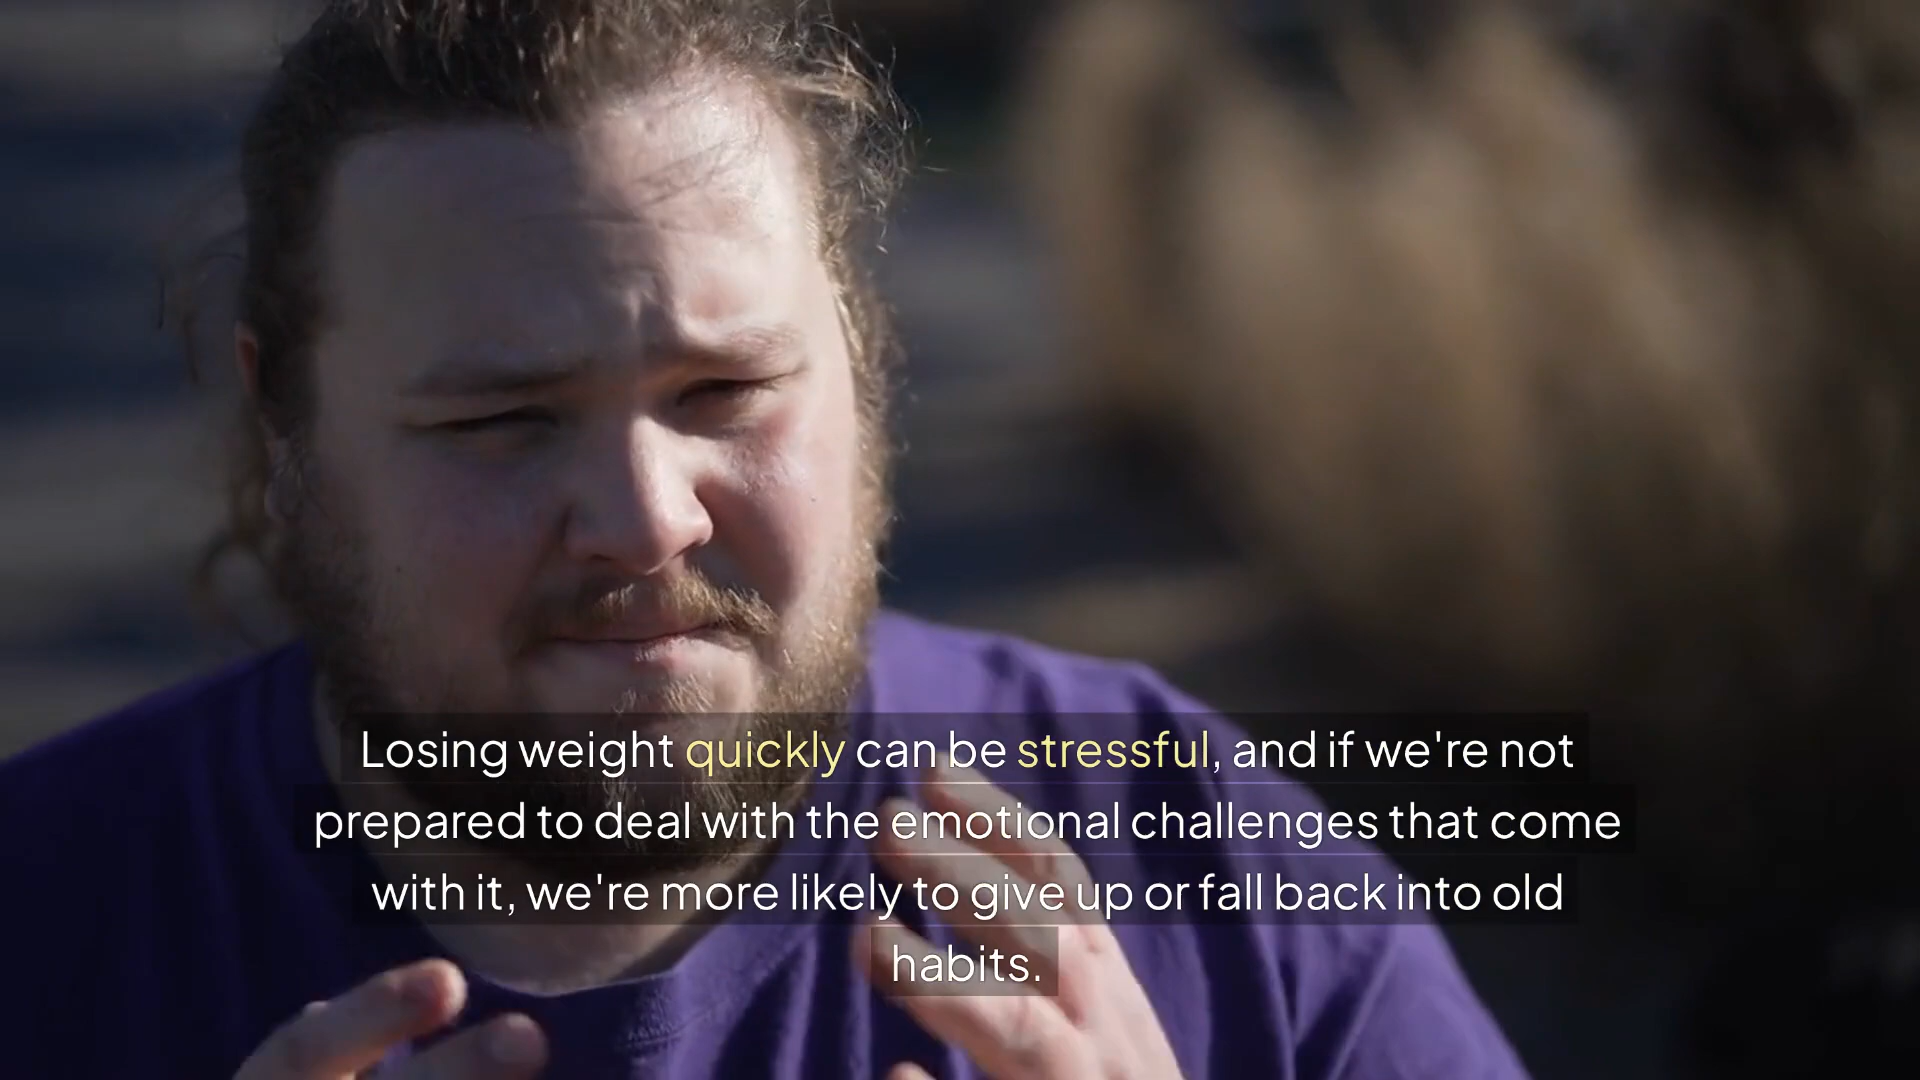 Losing weight quickly can be stressful, and if we're not
prepared to deal with the emotional challenges that come
with it, we're more likely to give up or fall back into old
habits.